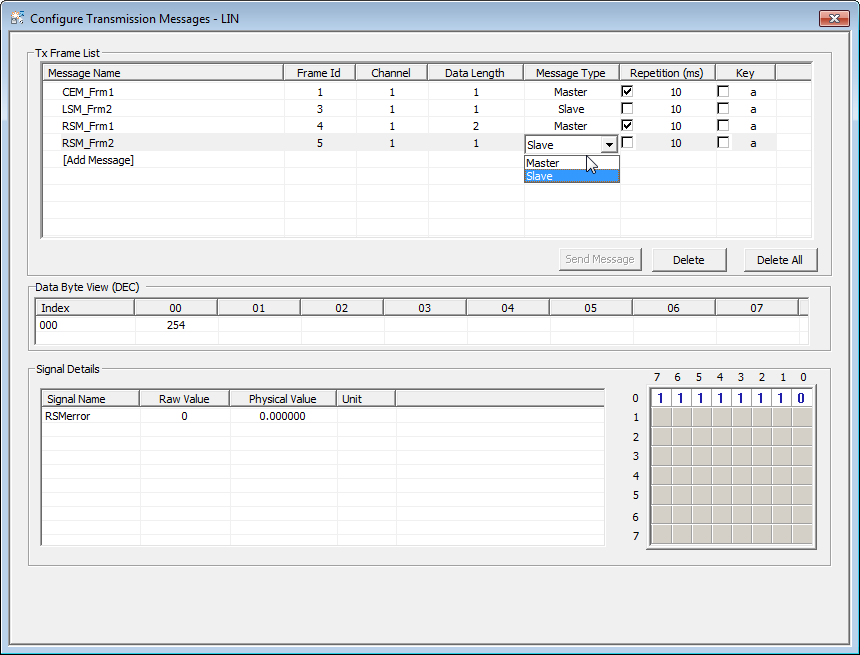 Configure Transmission Messages - LIN
Tx Frame List
Message Name Frame Id Channel Data Length Message Type Repetition (ms) Key
CEM_Frm1 1 1 1 Master 10 a
LSM_Frm2 3 1 1 Slave 10 a
RSM_Frm1 4 1 2 Master 10 a
RSM_Frm2 5 1 1 Slave 10 a
[Add Message]
Master
Slave
Send Message Delete Delete All
Data Byte View (DEC)
Index 00 01 02 03 04 05 06 07
000 254
Signal Details
7 6 5 4 3 2 1 0
Signal Name Raw Value Physical Value Unit
0 1 1 1 1 1 1 1 0
RSMerror 0 0.000000
1
2
3
4
5
6
7